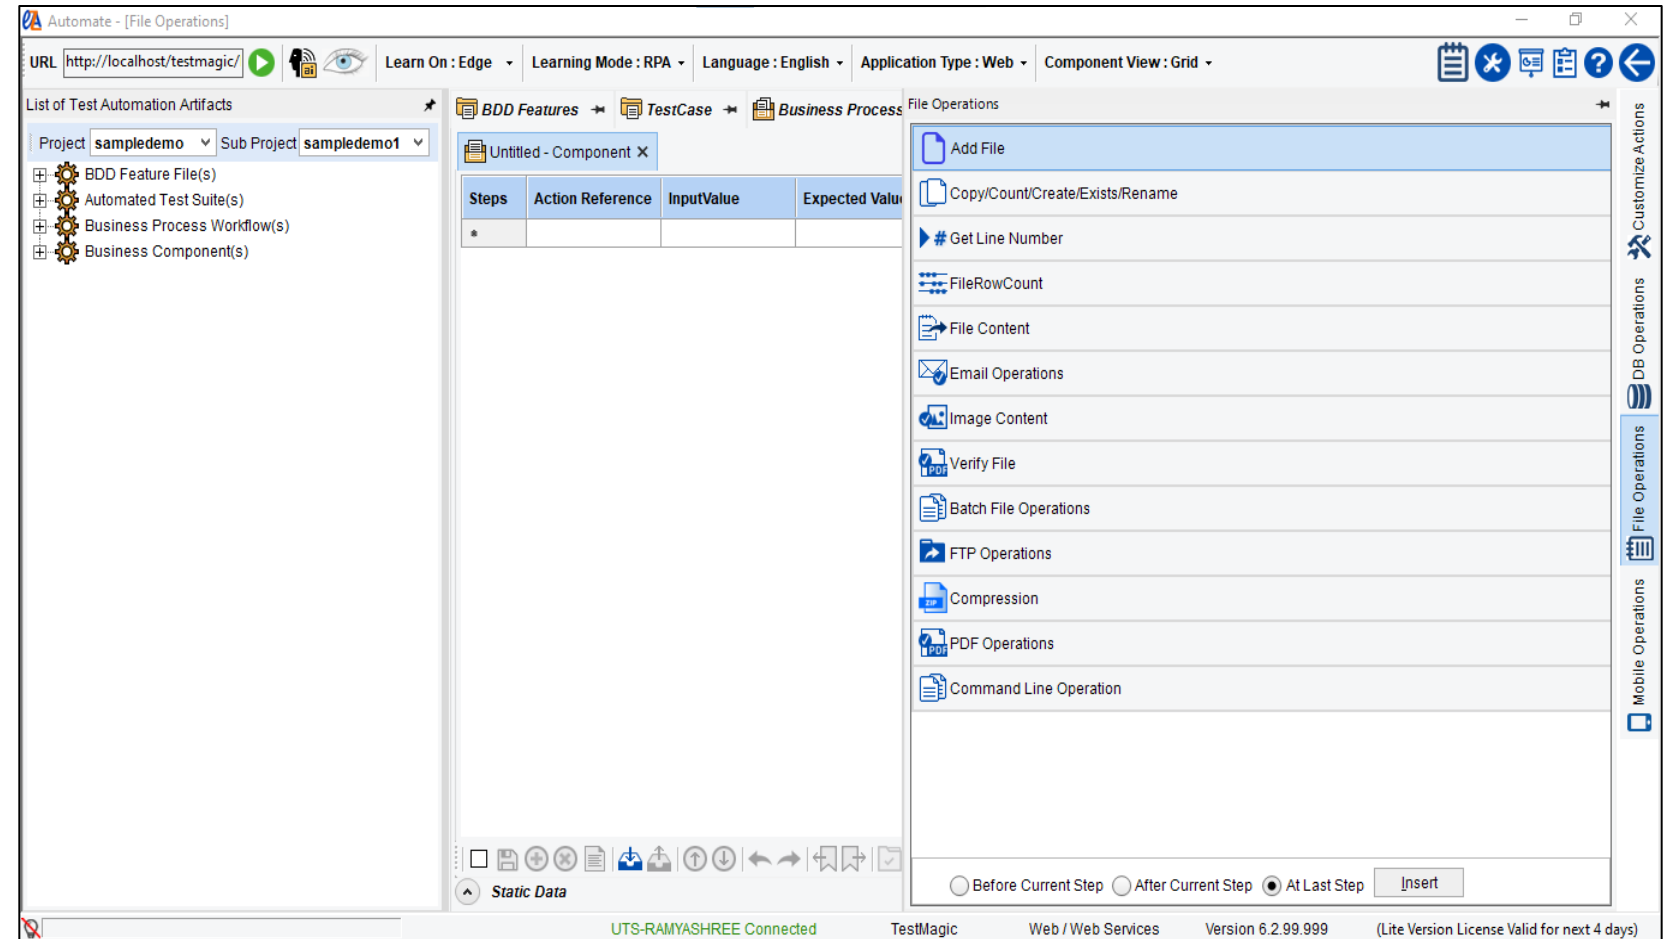 Automate - [File Operations]
URL http://localhost/testmagic/ Learn On : Edge Learning Mode : RPA Language : English Application Type : Web Component View : Grid
List of Test Automation Artifacts
Project sampledemo Sub Project sampledemo1
BDD Feature File(s)
Automated Test Suite(s)
Business Process Workflow(s)
Business Component(s)
BDD Features TestCase Business Process
Untitled - Component
Steps Action Reference InputValue Expected Value
*
File Operations
Add File
Copy/Count/Create/Exists/Rename
# Get Line Number
FileRowCount
File Content
Email Operations
Image Content
PDF Verify File
Batch File Operations
FTP Operations
ZIP Compression
PDF PDF Operations
Command Line Operation
Before Current Step After Current Step At Last Step Insert
Customize Actions
DB Operations
File Operations
Mobile Operations
Static Data
UTS-RAMYASHREE Connected TestMagic Web / Web Services Version 6.2.99.999 (Lite Version License Valid for next 4 days)